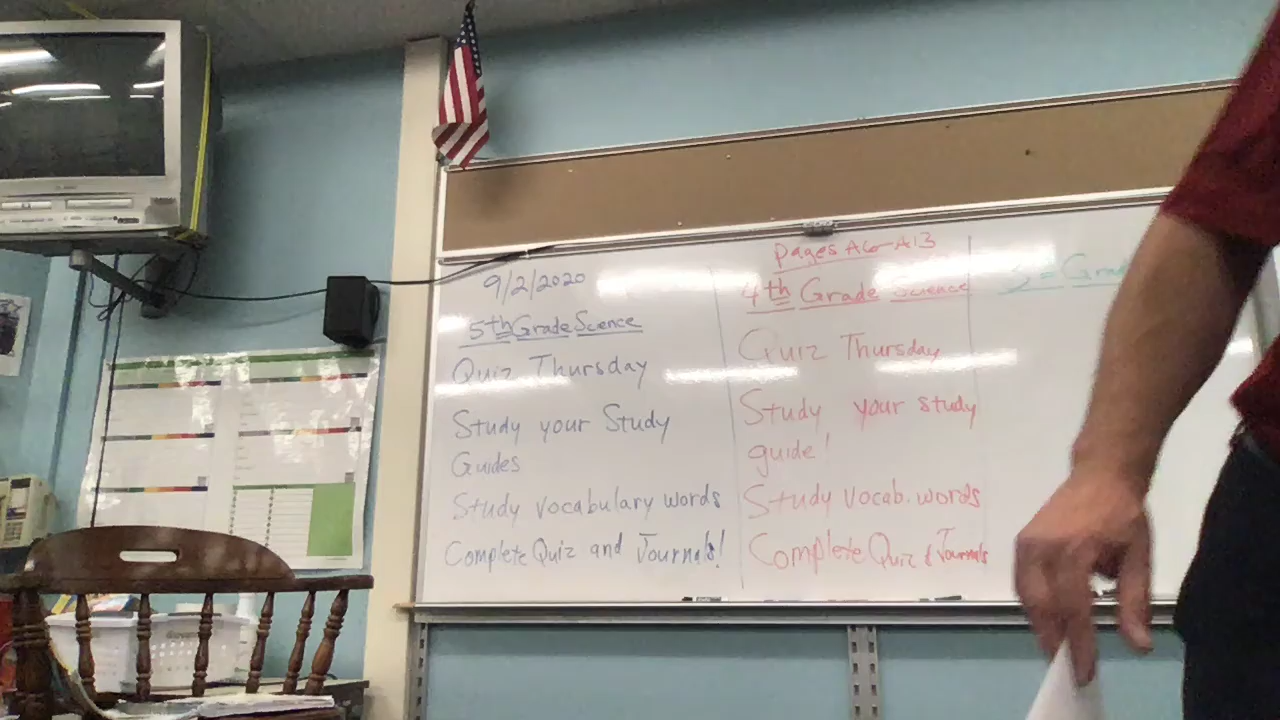 9/2/2020
5th Grade Science
Quiz Thursday
Study your Study
Guides
Study vocabulary words
Complete Quiz and Journals!
pages A6-A13
4th Grade Science
Quiz Thursday
Study your study
guide!
Study vocab. words
Complete Quiz & Journals